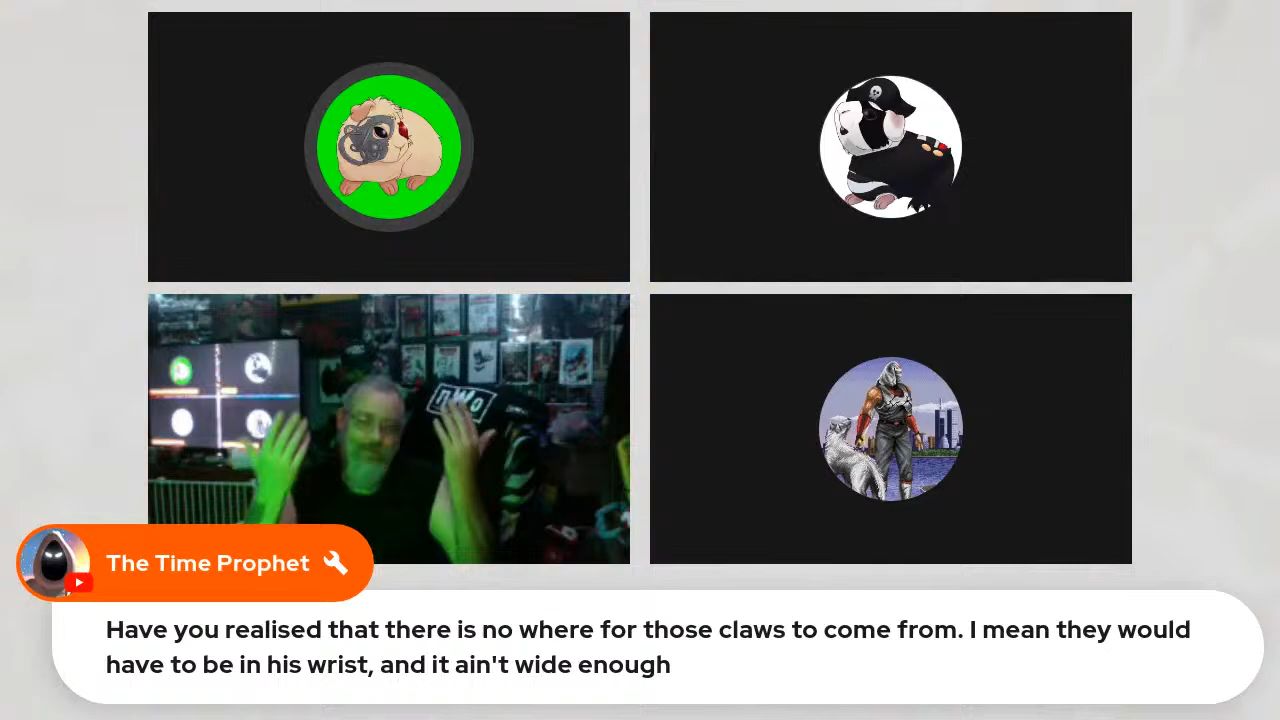 nWo
The Time Prophet
Have you realised that there is no where for those claws to come from. I mean they would
have to be in his wrist, and it ain't wide enough